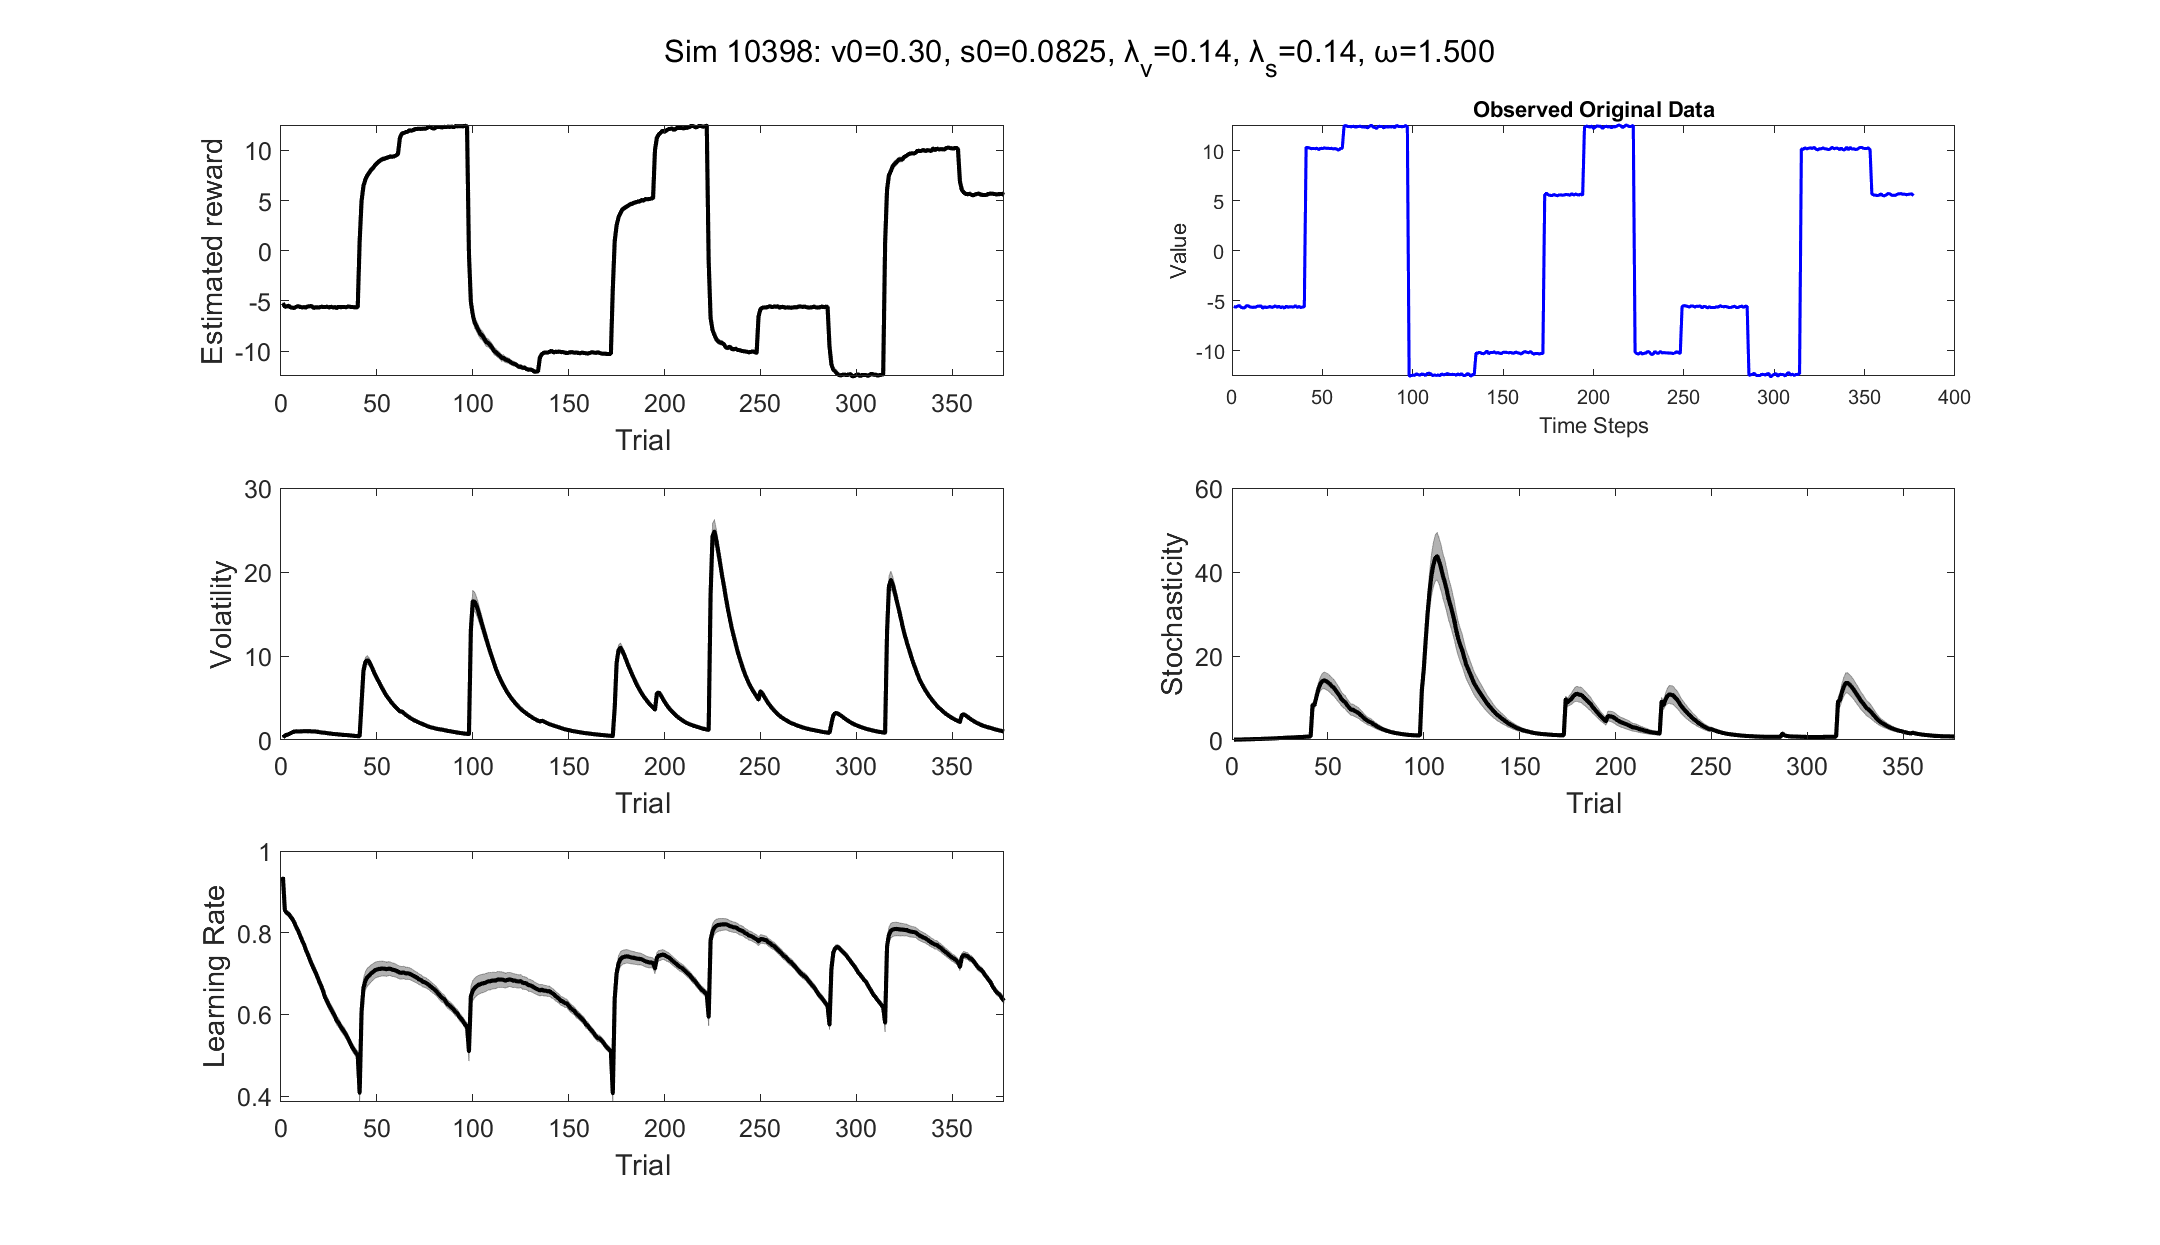 Sim 10398: v0=0.30, s0=0.0825, λ_v=0.14, λ_s=0.14, ω=1.500
Estimated reward
10
5
0
-5
-10
0 50 100 150 200 250 300 350
Trial
Observed Original Data
Value
10
5
0
-5
-10
0 50 100 150 200 250 300 350 400
Time Steps
Volatility
30
20
10
0
0 50 100 150 200 250 300 350
Trial
Stochasticity
60
40
20
0
0 50 100 150 200 250 300 350
Trial
Learning Rate
1
0.8
0.6
0.4
0 50 100 150 200 250 300 350
Trial